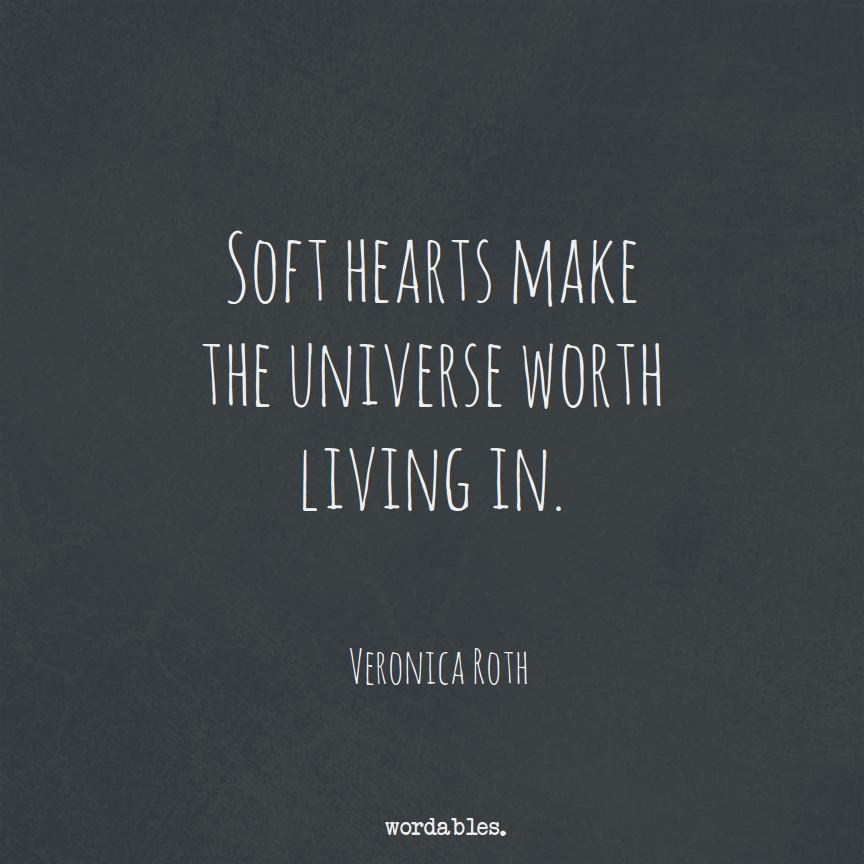 Soft hearts make
the universe worth
living in.
Veronica Roth
wordables.